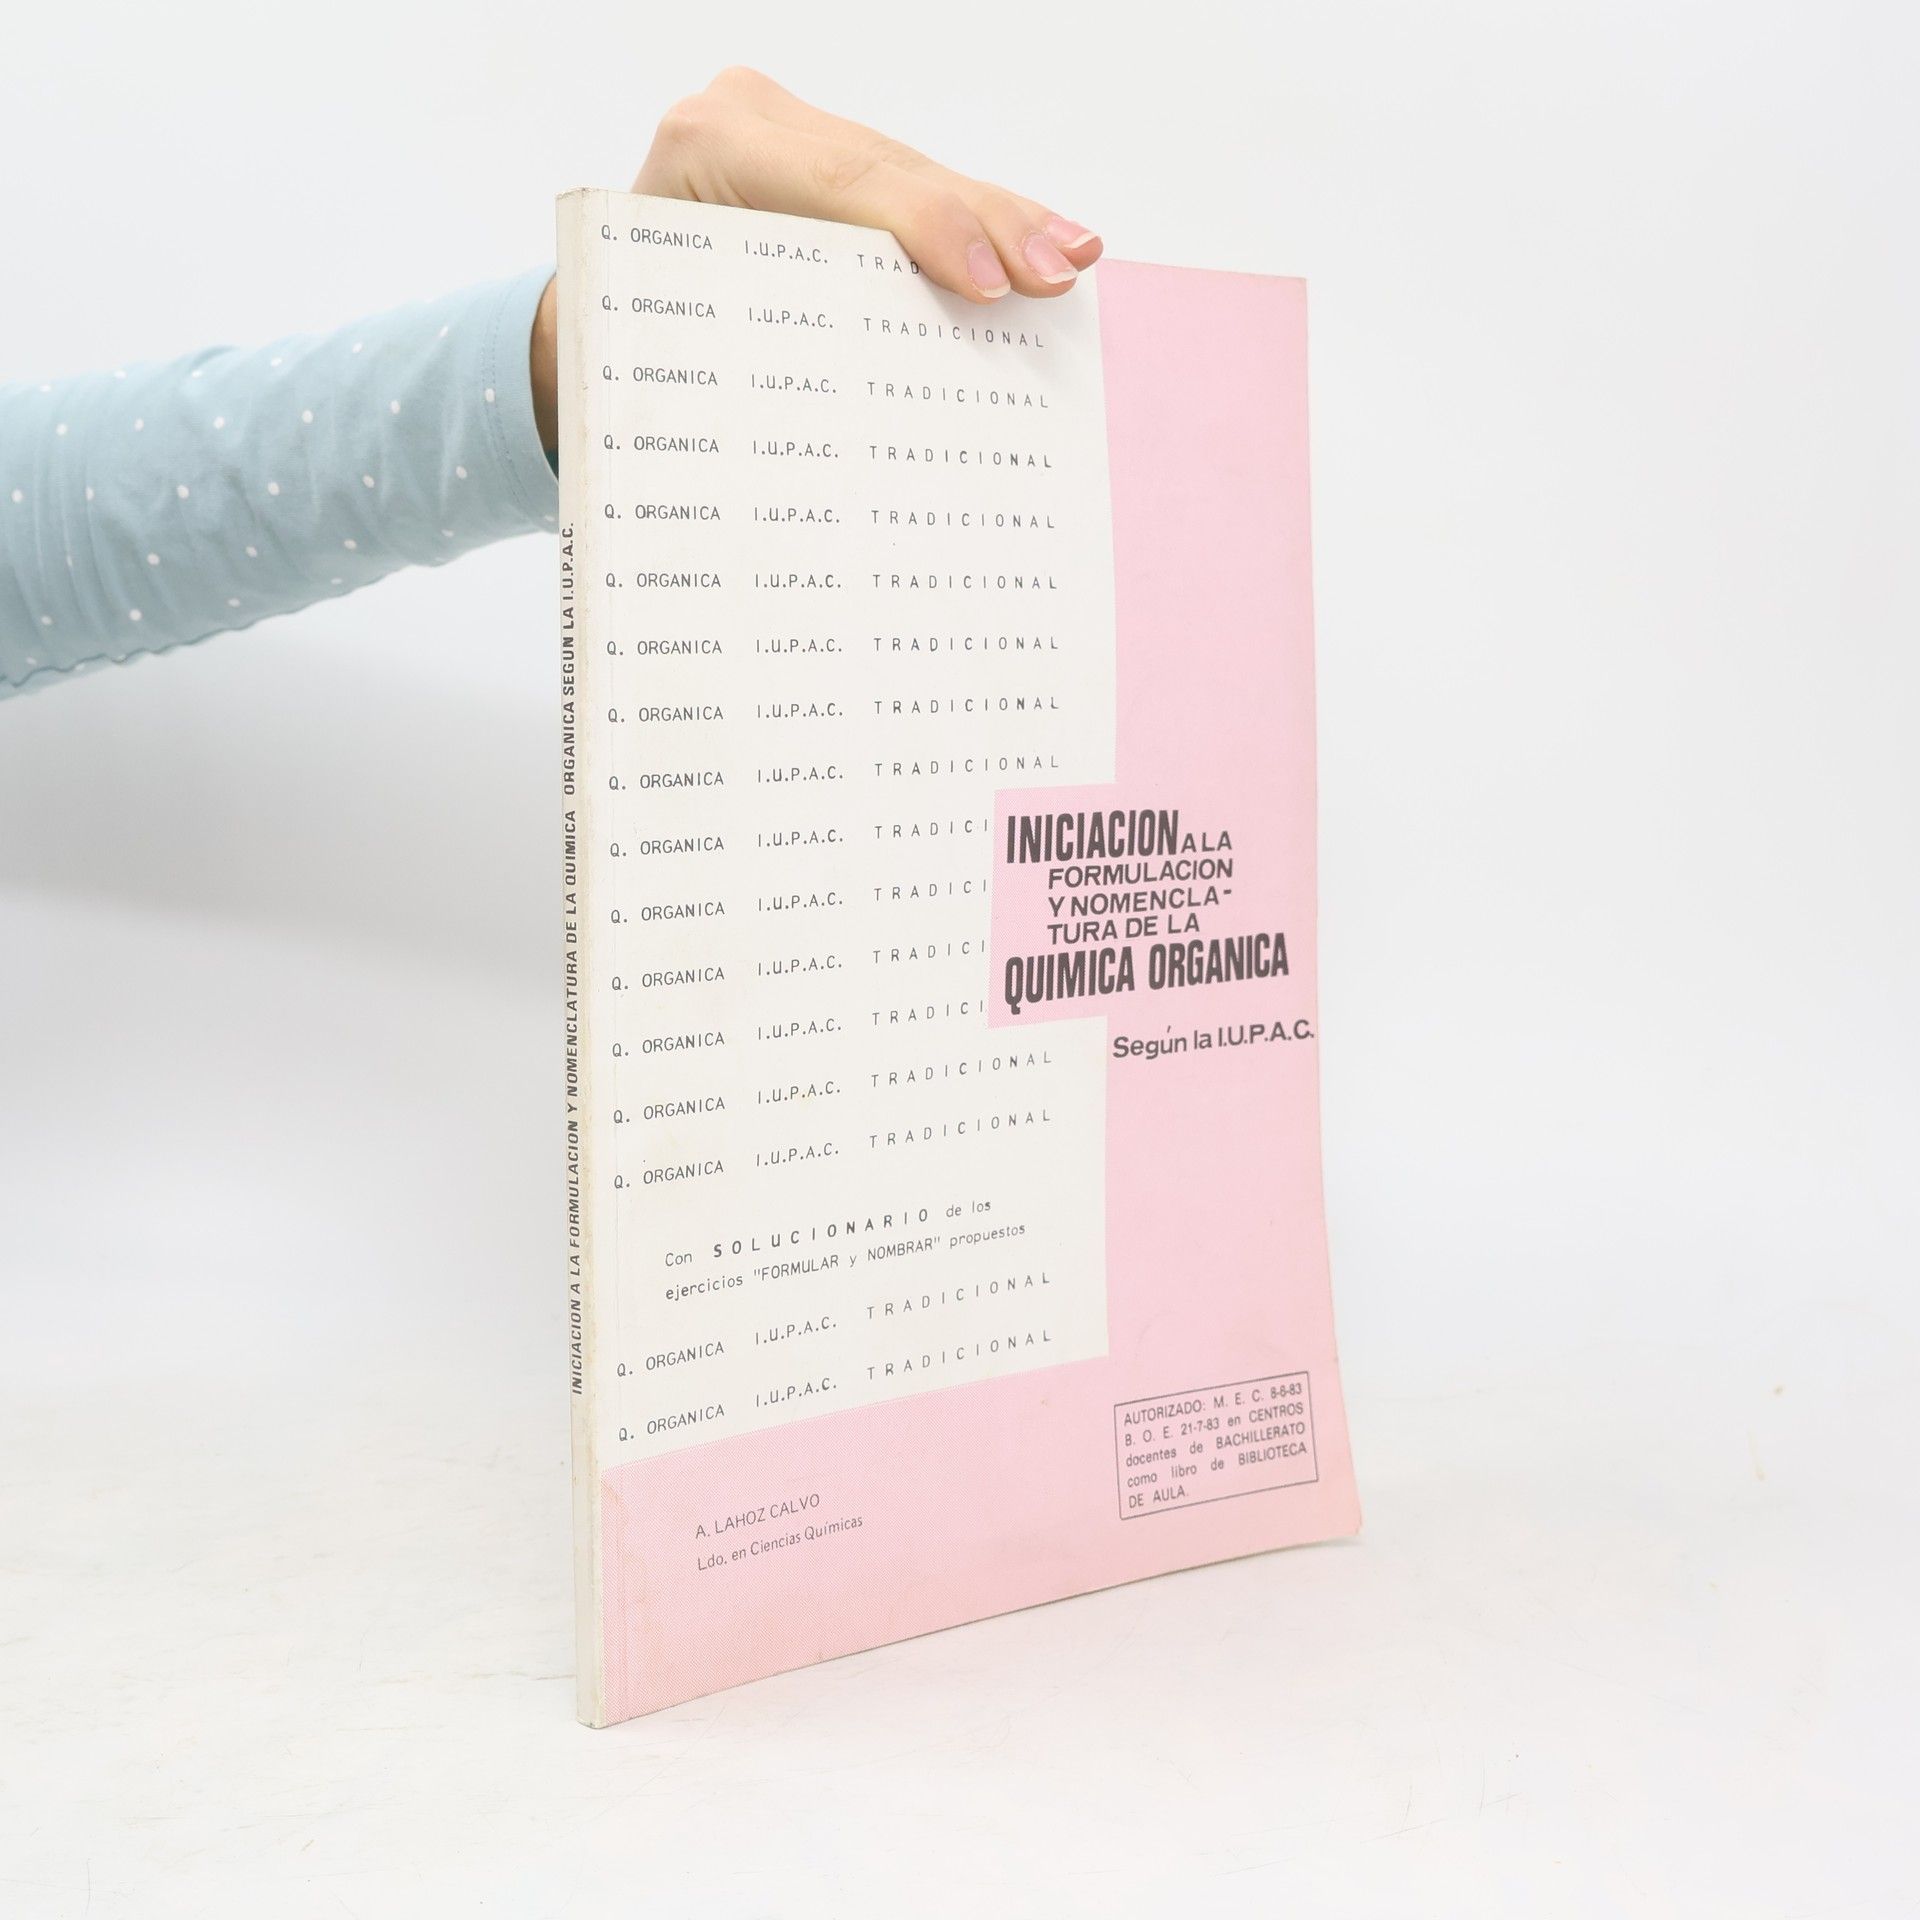 INICIACION A LA FORMULACION Y NOMENCLATURA DE LA QUIMICA ORGANICA SEGUN LA I.U.P.A.C.
Q. ORGANICA I.U.P.A.C. TRAD
Q. ORGANICA I.U.P.A.C. TRADICIONAL
Q. ORGANICA I.U.P.A.C. TRADICIONAL
Q. ORGANICA I.U.P.A.C. TRADICIONAL
Q. ORGANICA I.U.P.A.C. TRADICIONAL
Q. ORGANICA I.U.P.A.C. TRADICIONAL
Q. ORGANICA I.U.P.A.C. TRADICIONAL
Q. ORGANICA I.U.P.A.C. TRADICIONAL
Q. ORGANICA I.U.P.A.C. TRADICIONAL
Q. ORGANICA I.U.P.A.C. TRADICI
Q. ORGANICA I.U.P.A.C. TRADICI
Q. ORGANICA I.U.P.A.C. TRADICI
Q. ORGANICA I.U.P.A.C. TRADICI
Q. ORGANICA I.U.P.A.C. TRADICIONAL
Q. ORGANICA I.U.P.A.C. TRADICIONAL
INICIACION A LA
FORMULACION
Y NOMENCLA-
TURA DE LA
QUIMICA ORGANICA
Según la I.U.P.A.C.
Con SOLUCIONARIO de los
ejercicios "FORMULAR y NOMBRAR" propuestos
Q. ORGANICA I.U.P.A.C. TRADICIONAL
Q. ORGANICA I.U.P.A.C. TRADICIONAL
AUTORIZADO: M. E. C. 8-6-83
B. O. E. 21-7-83 en CENTROS
docentes de BACHILLERATO
como libro de BIBLIOTECA
DE AULA.
A. LAHOZ CALVO
Ldo. en Ciencias Químicas